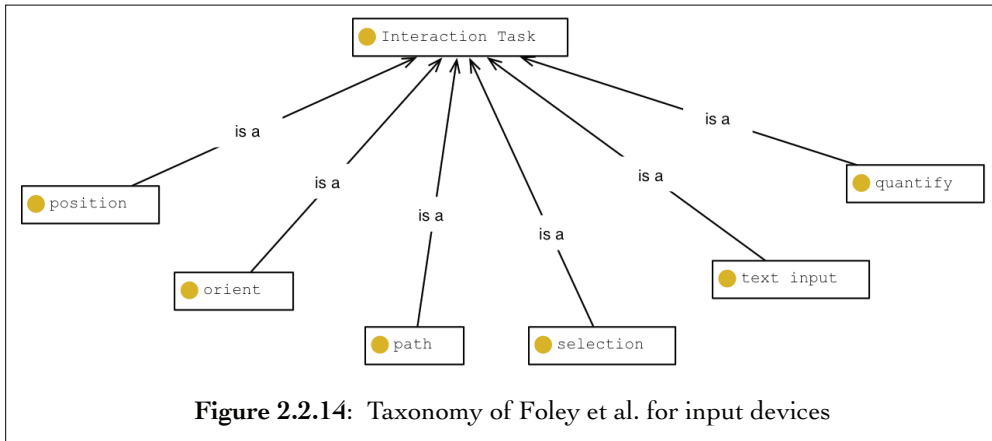 Interaction Task
is a
is a
is a
is a
is a
is a
position
quantify
orient
text input
path
selection
Figure 2.2.14: Taxonomy of Foley et al. for input devices